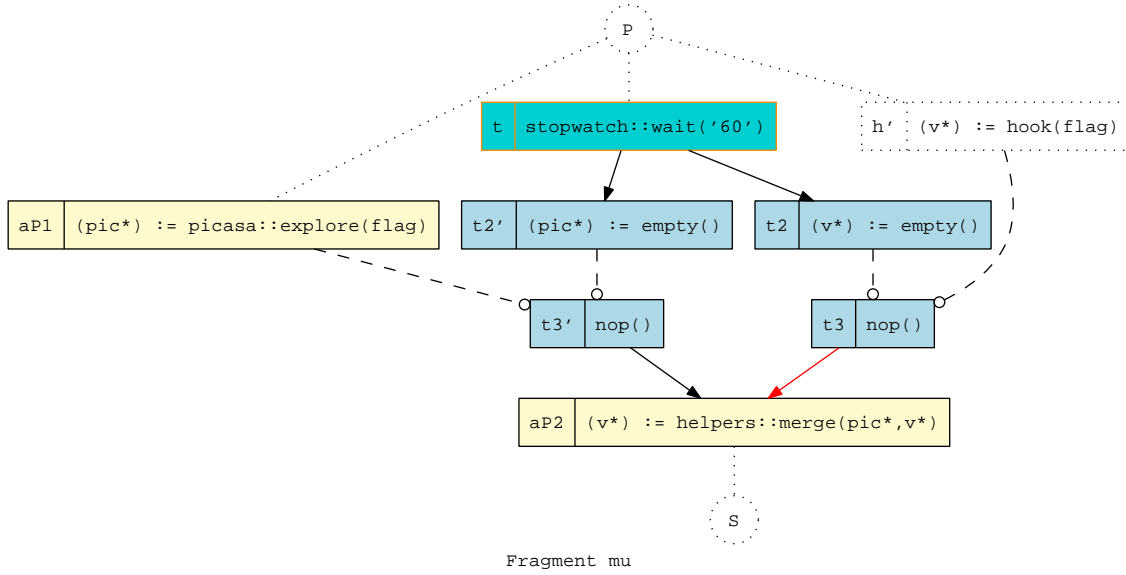 P
t stopwatch::wait(’60’)
h’ (v*) := hook(flag)
aP1 (pic*) := picasa::explore(flag)
t2’ (pic*) := empty()
t2 (v*) := empty()
t3’ nop()
t3 nop()
aP2 (v*) := helpers::merge(pic*,v*)
S
Fragment mu